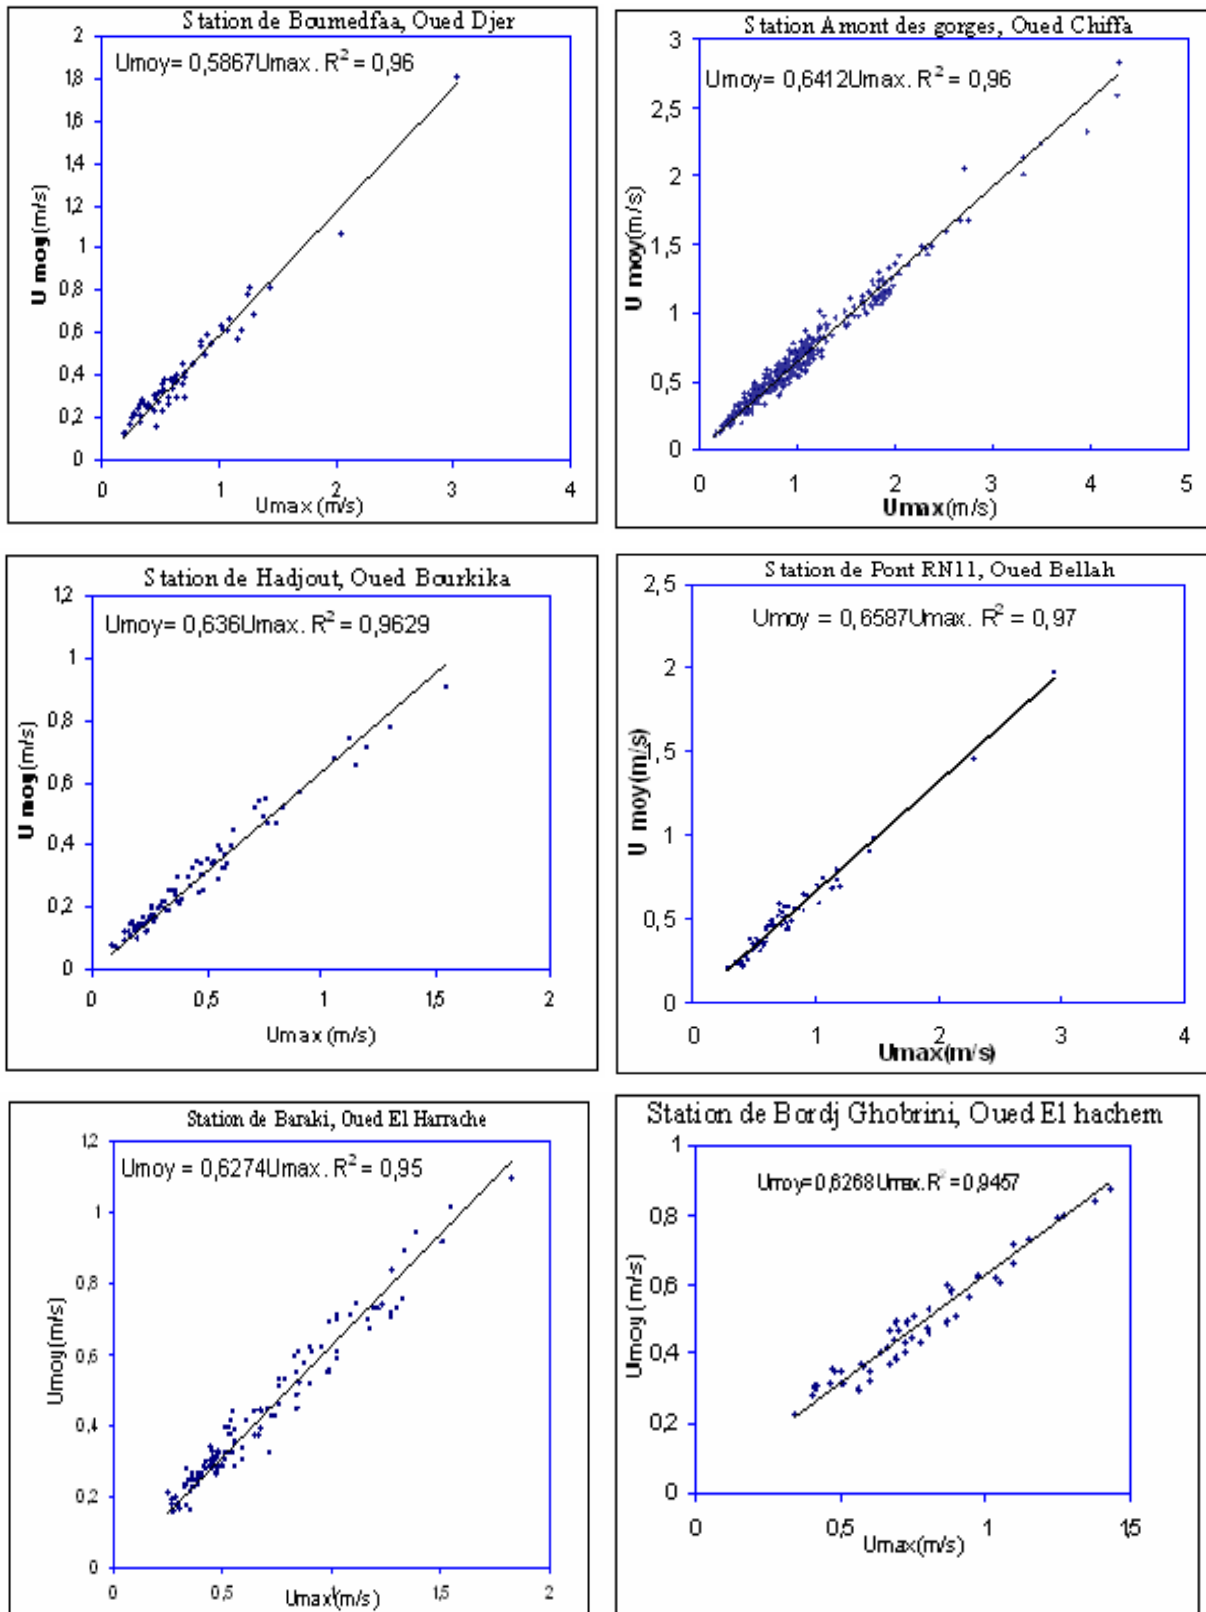 Station de Boumedfaa, Oued Djer
Umoy= 0,5867Umax. R² = 0,96
2
1,8
1,6
1,4
1,2
1
0,8
0,6
0,4
0,2
0
U moy(m/s)
0 1 2 3 4
Umax (m/s)
Station Amont des gorges, Oued Chiffa
Umoy= 0,6412Umax. R² = 0,96
3
2,5
2
1,5
1
0,5
0
U moy(m/s)
0 1 2 3 4 5
Umax(m/s)
Station de Hadjout, Oued Bourkika
Umoy= 0,636Umax. R² = 0,9629
1,2
1
0,8
0,6
0,4
0,2
0
U moy(m/s)
0 0,5 1 1,5 2
Umax (m/s)
Station de Pont RN11, Oued Bellah
Umoy = 0,6587Umax. R² = 0,97
2,5
2
1,5
1
0,5
0
U moy(m/s)
0 1 2 3 4
Umax(m/s)
Station de Baraki, Oued El Harrache
Umoy = 0,6274Umax. R² = 0,95
1,2
1
0,8
0,6
0,4
0,2
0
Umoy(m/s)
0 0,5 1 1,5 2
Umax(m/s)
Station de Bordj Ghobrini, Oued El hachem
Umoy=0,6268Umax. R² =0,9457
1
0,8
0,6
0,4
0,2
0
Umoy(m/s)
0 0,5 1 1,5
Umax(m/s)